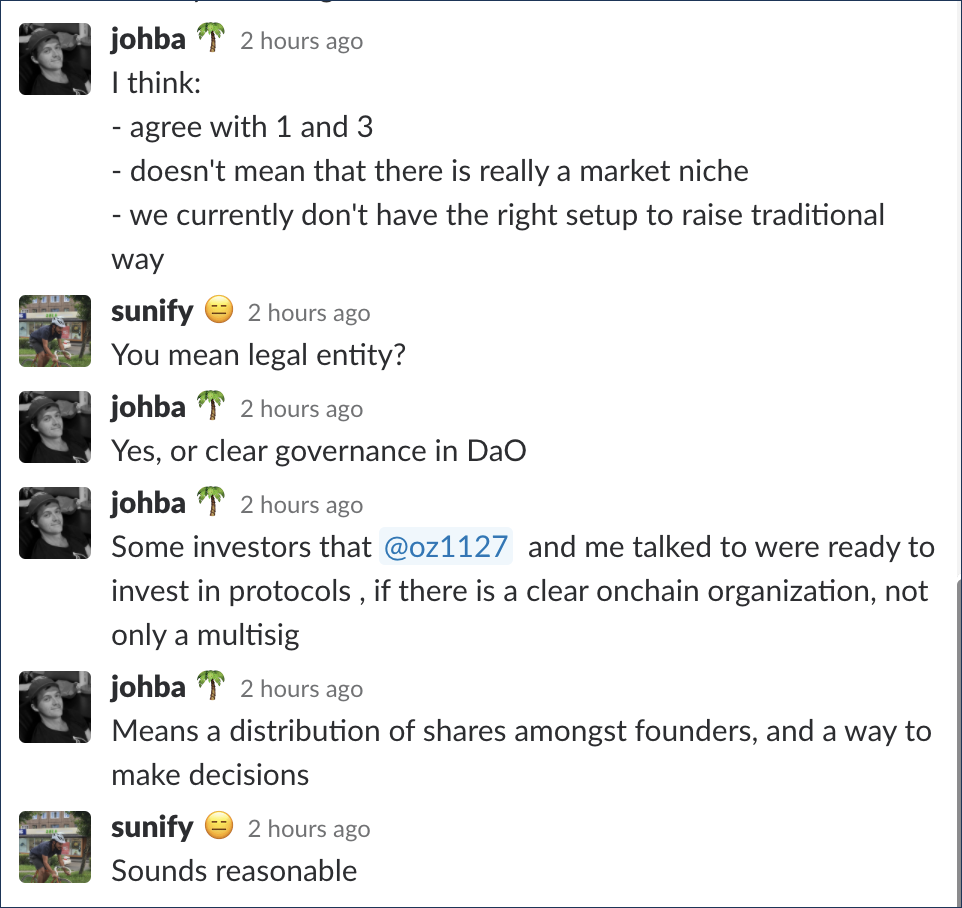 johba 🌴 2 hours ago
I think:
- agree with 1 and 3
- doesn't mean that there is really a market niche
- we currently don't have the right setup to raise traditional
way
sunify 😑 2 hours ago
You mean legal entity?
johba 🌴 2 hours ago
Yes, or clear governance in DaO
johba 🌴 2 hours ago
Some investors that @oz1127 and me talked to were ready to
invest in protocols , if there is a clear onchain organization, not
only a multisig
johba 🌴 2 hours ago
Means a distribution of shares amongst founders, and a way to
make decisions
sunify 😑 2 hours ago
Sounds reasonable